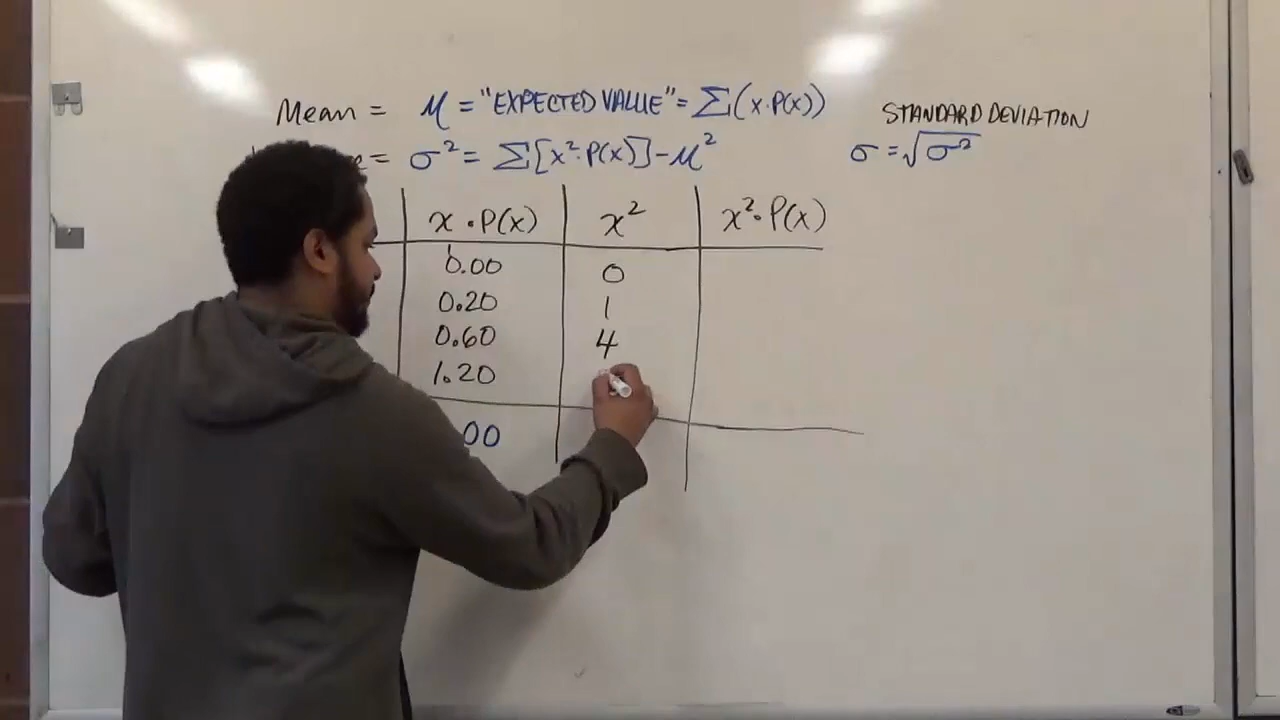 Mean = μ = "EXPECTED VALUE" = Σ(x·P(x))
STANDARD DEVIATION
= σ² = Σ[x²·P(x)] - μ²
σ = √σ²
x · P(x) x² x²·P(x)
0.00 0
0.20 1
0.60 4
1.20
00